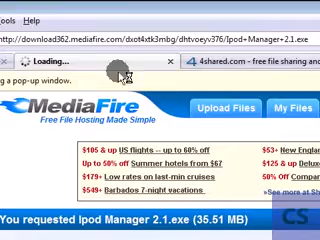 ools Help
http://download362.mediafire.com/dxot4xtk3mbg/dhtvoeyvx376/Ipod+Manager+2.1.exe
Loading...
4shared.com - free file sharing and
g a pop-up window.
MediaFire
Free File Hosting Made Simple
Upload Files
My Files
$105 & up US flights -- up to 60% off
Up to 50% off Summer hotels from $67
$179+ Low rates on last-min cruises
$549+ Barbados 7-night vacations
$53+ New England
$125 & up Delux
50% off Compan
»See more at Sh
You requested Ipod Manager 2.1.exe (35.51 MB)
CS